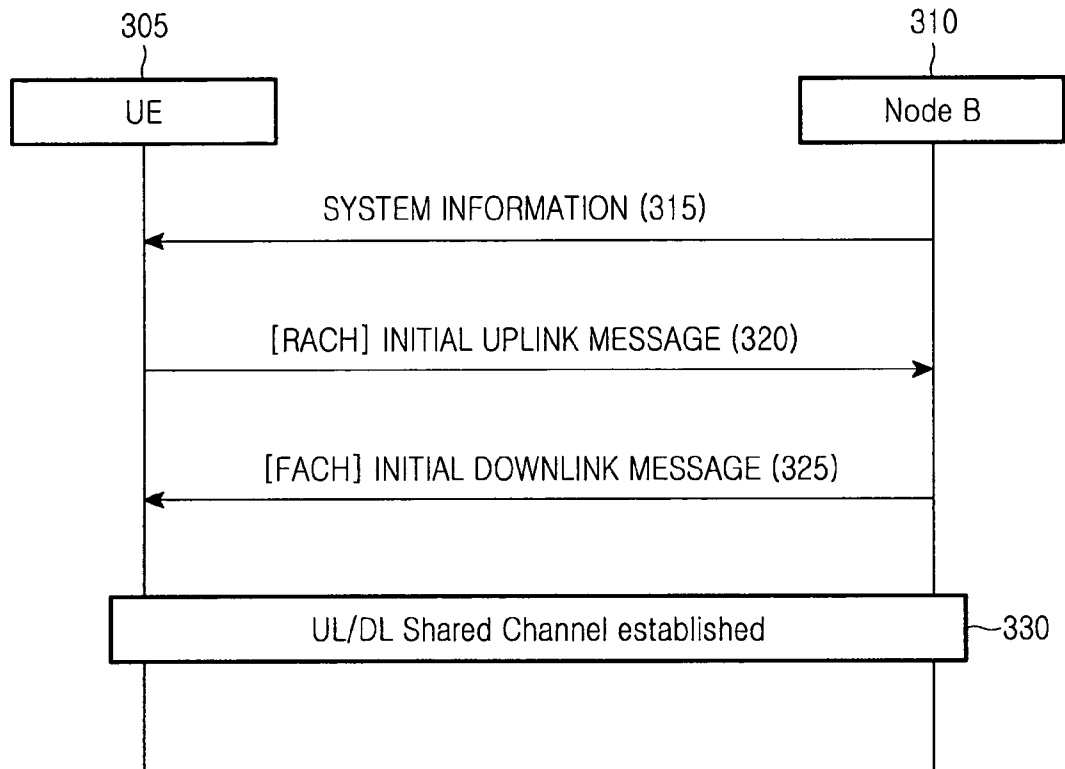 305
310
UE
Node B
SYSTEM INFORMATION (315)
[RACH] INITIAL UPLINK MESSAGE (320)
[FACH] INITIAL DOWNLINK MESSAGE (325)
UL/DL Shared Channel established
330